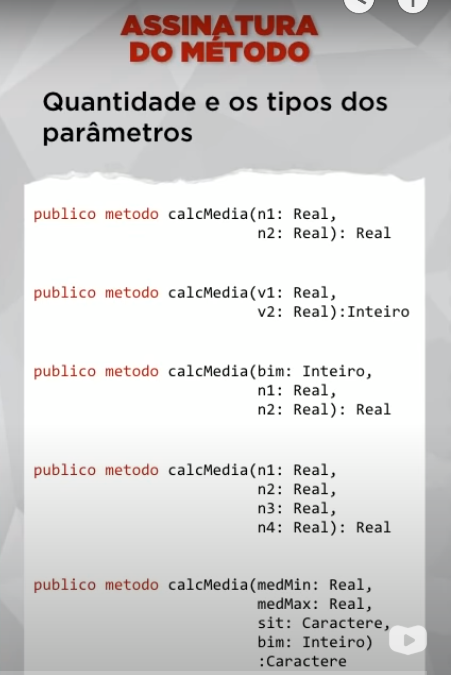 ASSINATURA
DO MÉTODO
Quantidade e os tipos dos
parâmetros
publico metodo calcMedia(n1: Real,
n2: Real): Real
publico metodo calcMedia(v1: Real,
v2: Real):Inteiro
publico metodo calcMedia(bim: Inteiro,
n1: Real,
n2: Real): Real
publico metodo calcMedia(n1: Real,
n2: Real,
n3: Real,
n4: Real): Real
publico metodo calcMedia(medMin: Real,
medMax: Real,
sit: Caractere,
bim: Inteiro)
:Caractere